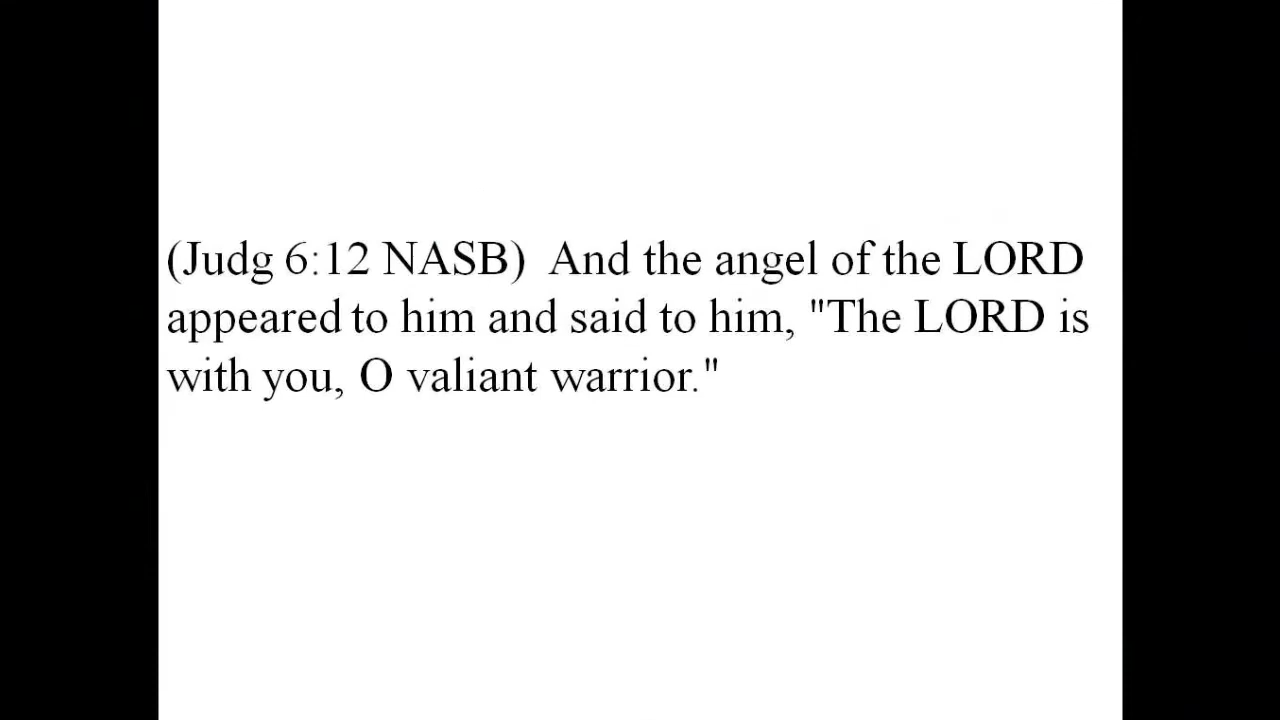 (Judg 6:12 NASB)  And the angel of the LORD
appeared to him and said to him, "The LORD is
with you, O valiant warrior."